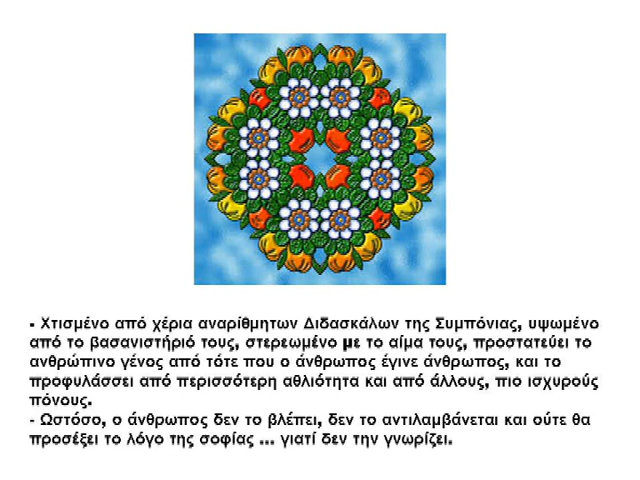 - Χτισμένο από χέρια αναρίθμητων Διδασκάλων της Συμπόνιας, υψωμένο
από το βασανιστήριό τους, στερεωμένο με το αίμα τους, προστατεύει το
ανθρώπινο γένος από τότε που ο άνθρωπος έγινε άνθρωπος, και το
προφυλάσσει από περισσότερη αθλιότητα και από άλλους, πιο ισχυρούς
πόνους.
- Ωστόσο, ο άνθρωπος δεν το βλέπει, δεν το αντιλαμβάνεται και ούτε θα
προσέξει το λόγο της σοφίας ... γιατί δεν την γνωρίζει.